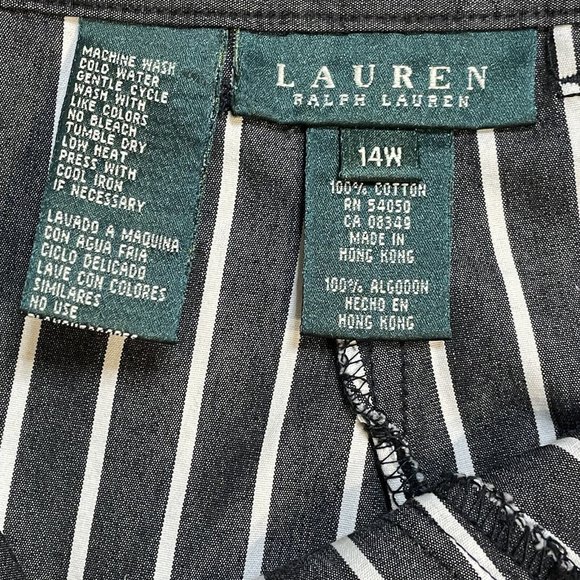 MACHINE WASH
COLD WATER
GENTLE CYCLE
WASH WITH
LIKE COLORS
NO BLEACH
TUMBLE DRY
LOW HEAT
PRESS WITH
COOL IRON
IF NECESSARY
LAVADO A MAQUINA
CON AGUA FRIA
CICLO DELICADO
LAVE CON COLORES
SIMILARES
NO USE
LAUREN
RALPH LAUREN
14W
100% COTTON
RN 54050
CA 08349
MADE IN
HONG KONG
100% ALGODON
HECHO EN
HONG KONG